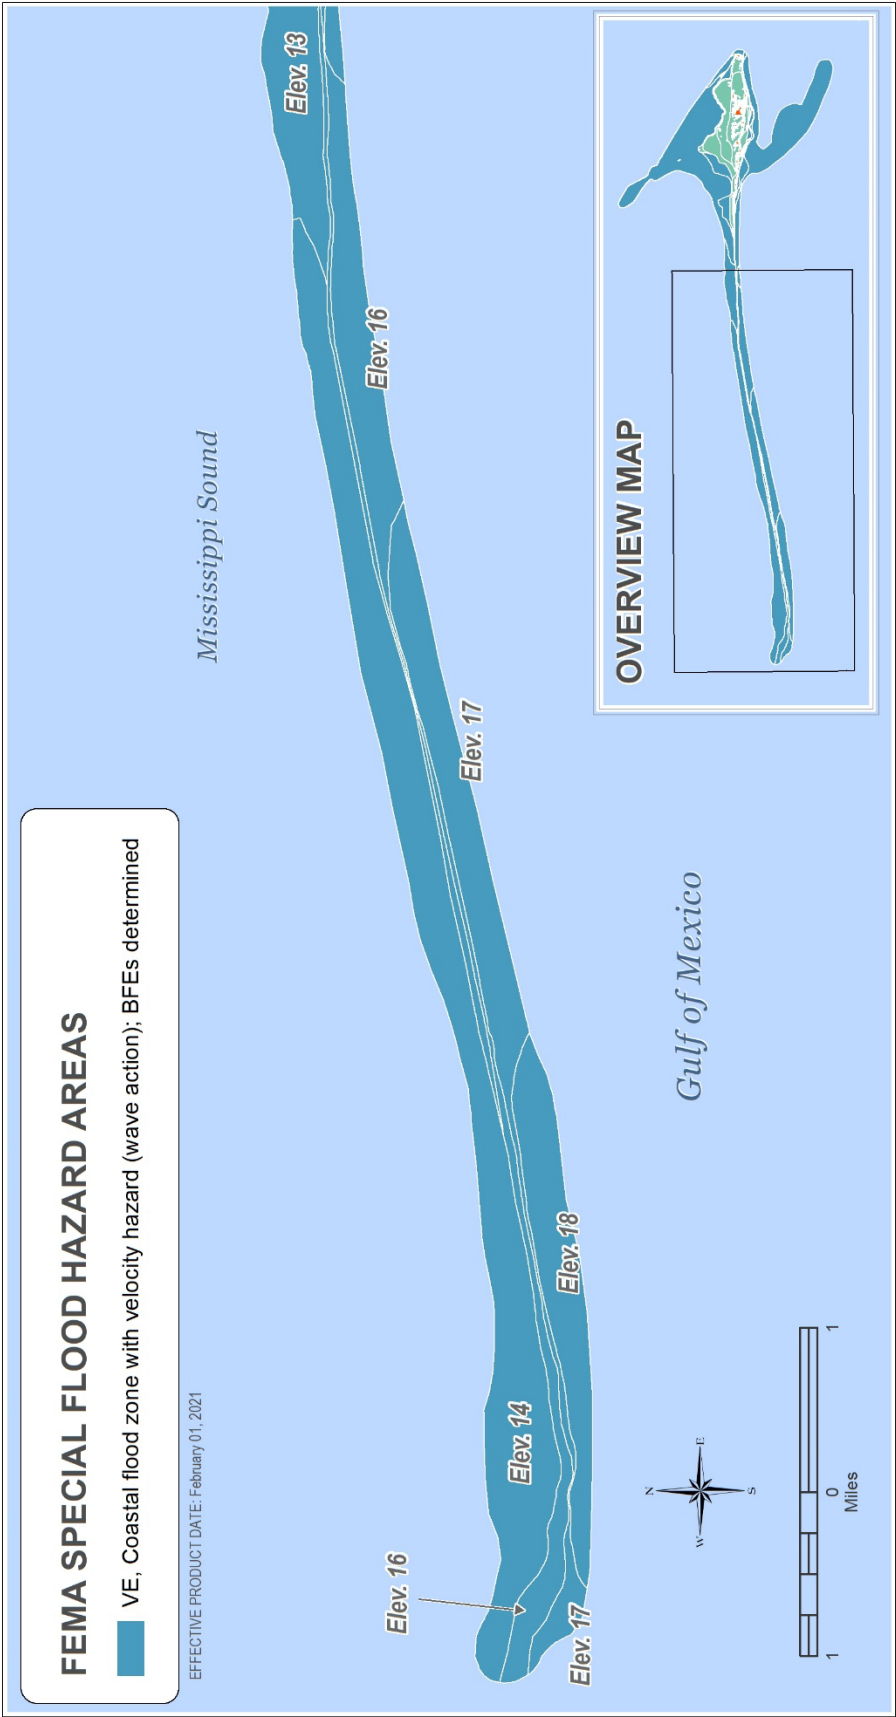 FEMA SPECIAL FLOOD HAZARD AREAS
VE, Coastal flood zone with velocity hazard (wave action); BFEs determined
EFFECTIVE PRODUCT DATE: February 01, 2021
Mississippi Sound
Elev. 13
Elev. 16
Elev. 17
Elev. 18
Elev. 14
Elev. 16
Elev. 17
Gulf of Mexico
N
W
E
S
1 0 1
Miles
OVERVIEW MAP